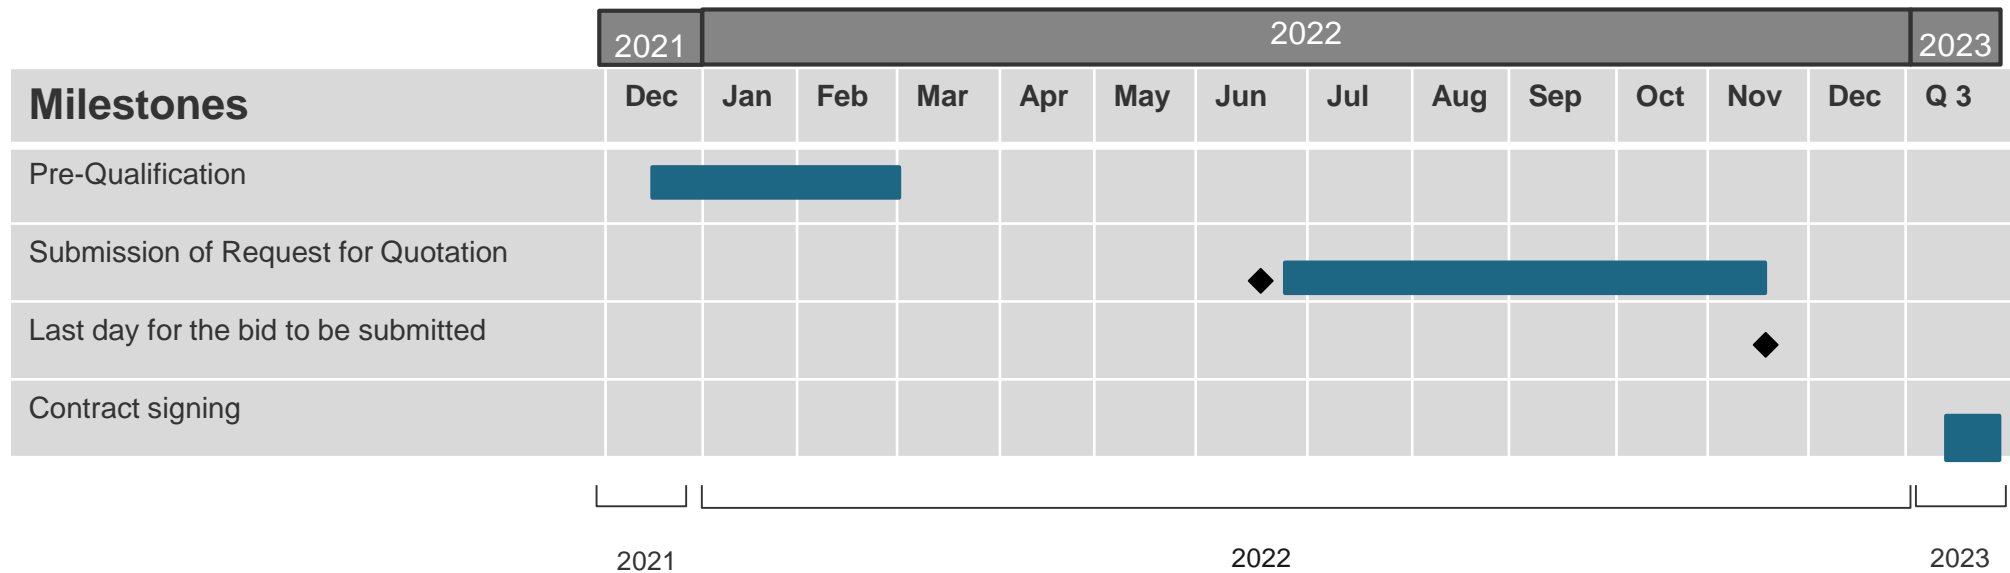 2021 2022 2023
Milestones Dec Jan Feb Mar Apr May Jun Jul Aug Sep Oct Nov Dec Q 3
Pre-Qualification
Submission of Request for Quotation
Last day for the bid to be submitted
Contract signing
2021 2022 2023